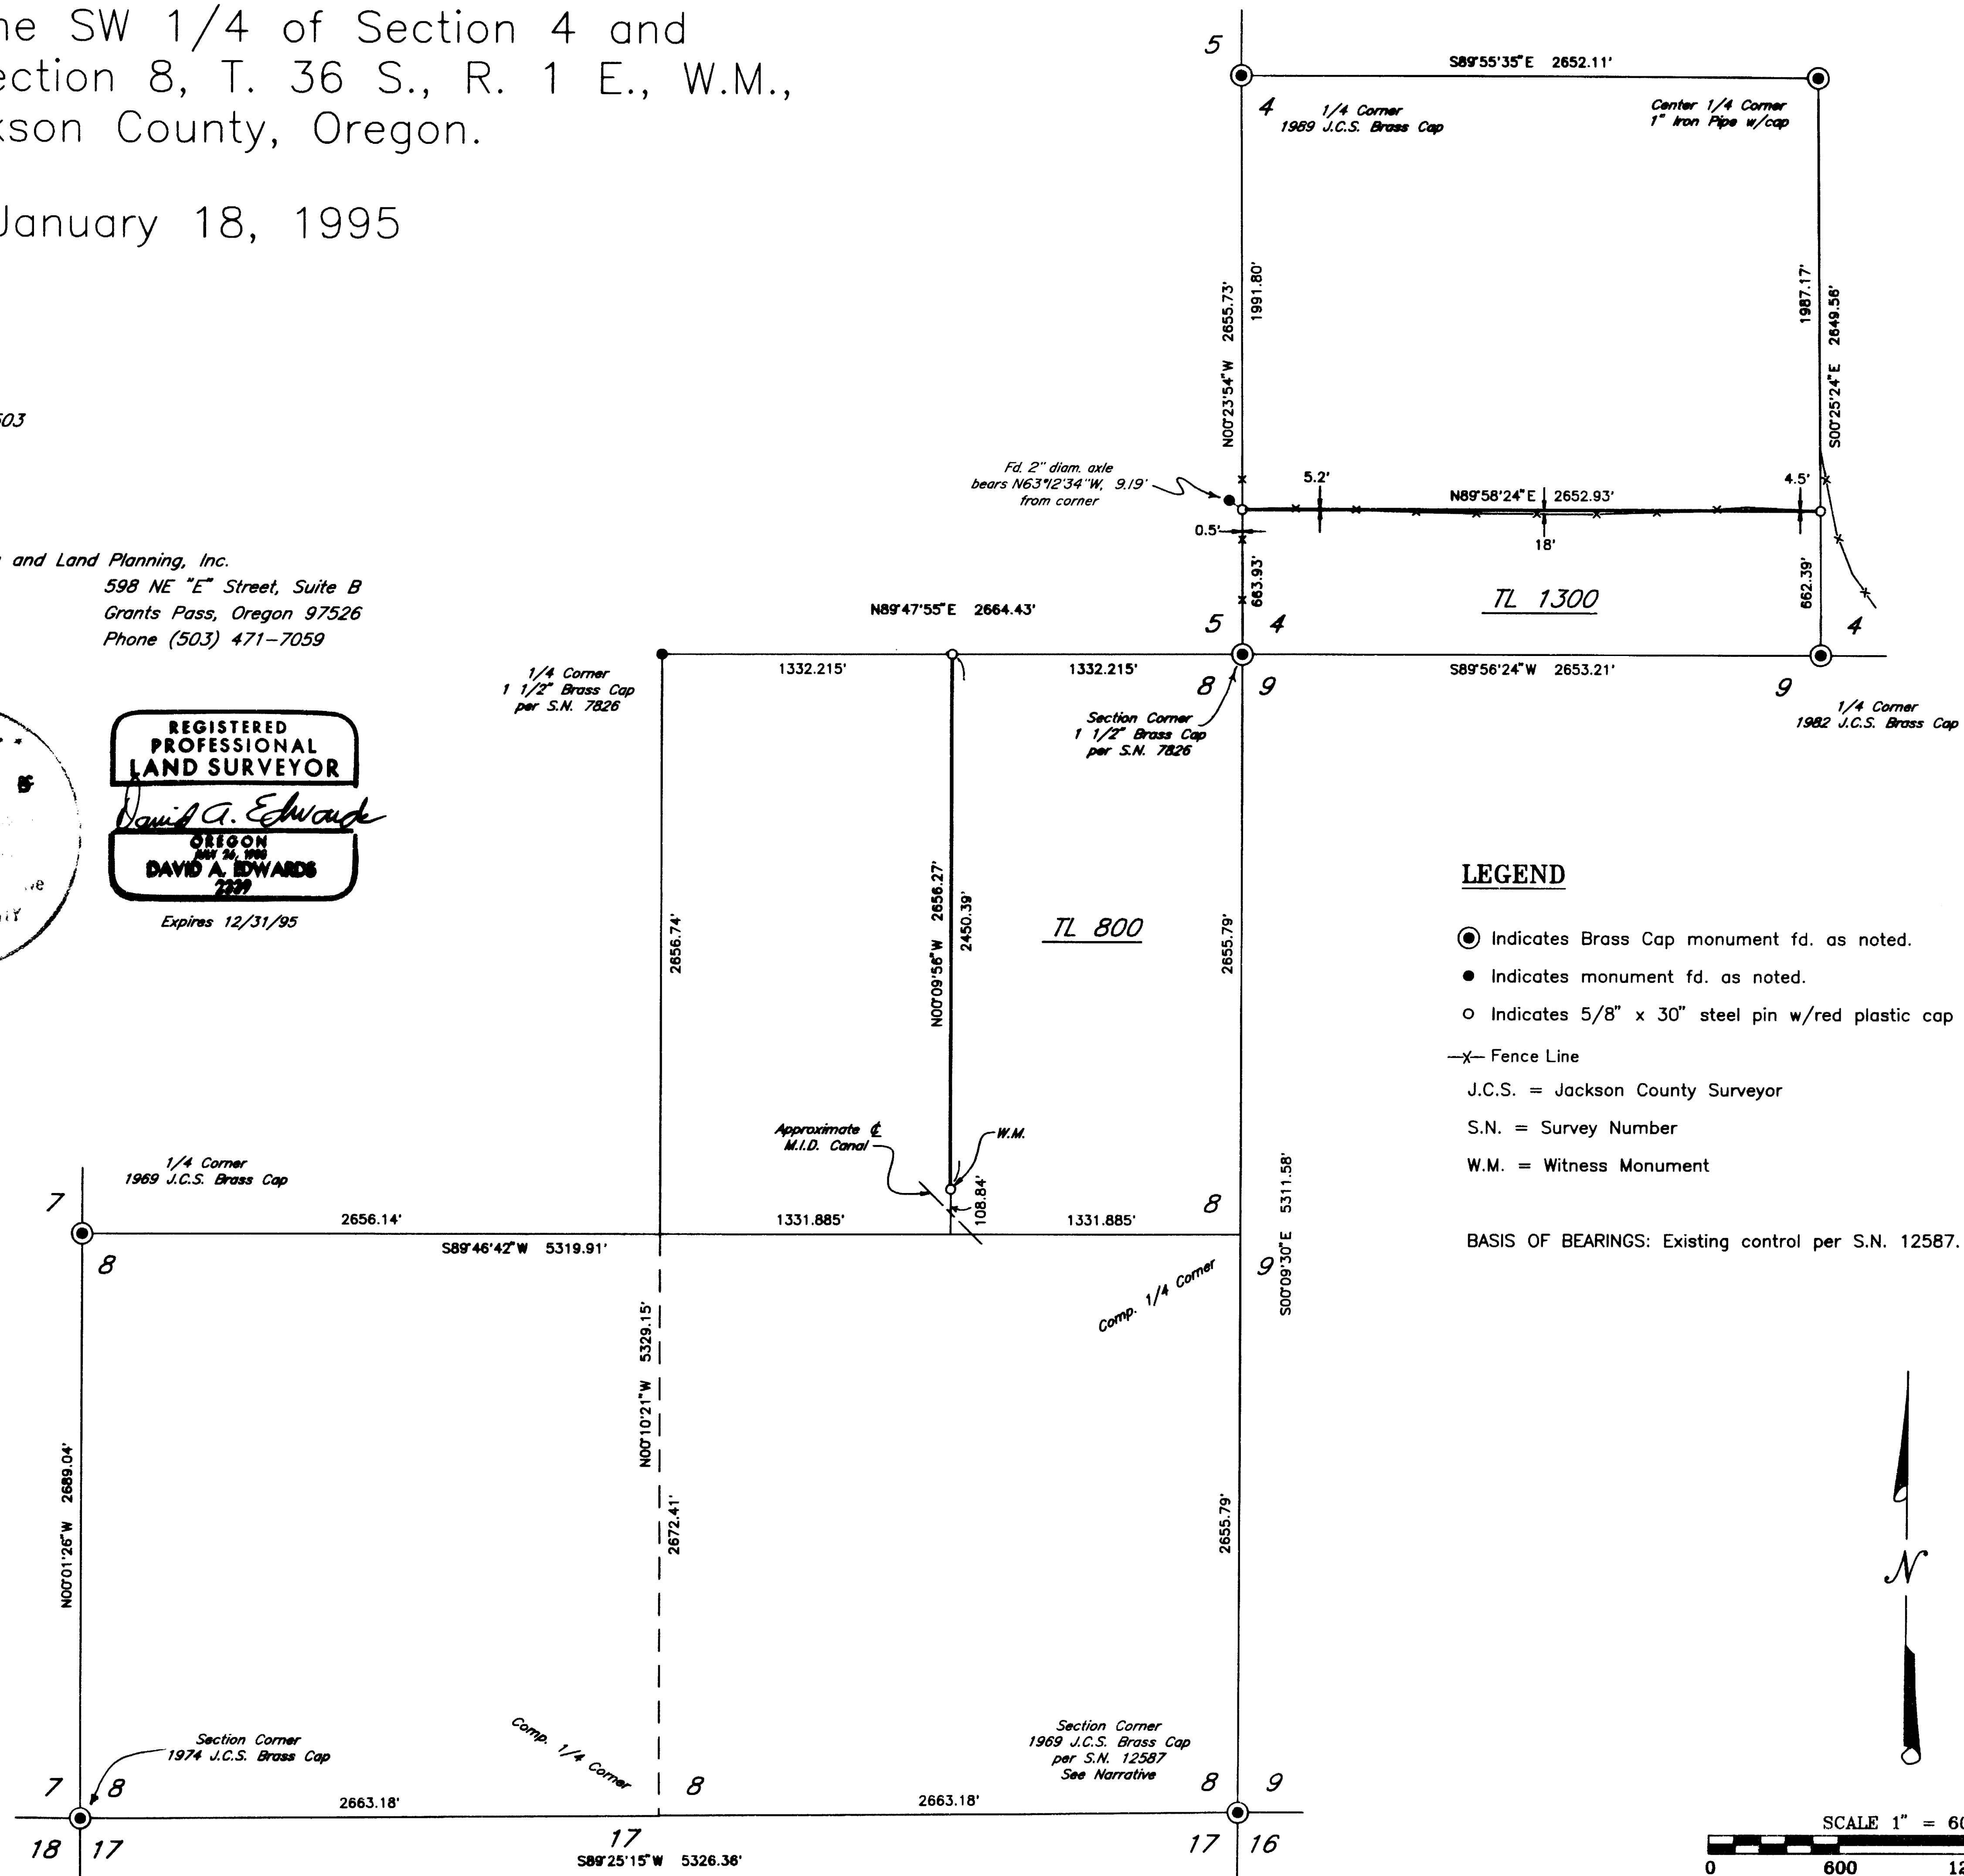 ne SW 1/4 of Section 4 and
ection 8, T. 36 S., R. 1 E., W.M.,
kson County, Oregon.
January 18, 1995
503
and Land Planning, Inc.
598 NE "E" Street, Suite B
Grants Pass, Oregon 97526
Phone (503) 471-7059
REGISTERED
PROFESSIONAL
LAND SURVEYOR
David A. Edwards
OREGON
DAVID A. EDWARDS
2339
Expires 12/31/95
5
S89°55'35"E 2652.11'
4
1/4 Corner
1989 J.C.S. Brass Cap
Center 1/4 Corner
1" Iron Pipe w/cap
N00°23'54"W 2655.73'
1991.80'
1987.17'
S00°25'24"E 2649.56'
Fd. 2" diam. axle
bears N63°12'34"W, 9.19'
from corner
5.2'
N89°58'24"E 2652.93'
4.5'
0.5'
18'
663.93'
TL 1300
662.39'
N89°47'55"E 2664.43'
5 4
4
1332.215'
1332.215'
S89°56'24"W 2653.21'
1/4 Corner
1 1/2" Brass Cap
per S.N. 7826
8 9
9
Section Corner
1 1/2" Brass Cap
per S.N. 7826
1/4 Corner
1982 J.C.S. Brass Cap
2656.74'
N00°09'56"W 2656.27'
2450.39'
TL 800
2655.79'
LEGEND
Indicates Brass Cap monument fd. as noted.
Indicates monument fd. as noted.
Indicates 5/8" x 30" steel pin w/red plastic cap
—x— Fence Line
J.C.S. = Jackson County Surveyor
S.N. = Survey Number
W.M. = Witness Monument
BASIS OF BEARINGS: Existing control per S.N. 12587.
Approximate ℄
M.I.D. Canal
W.M.
108.84'
1/4 Corner
1969 J.C.S. Brass Cap
7
2656.14'
1331.885'
1331.885'
8
S00°09'30"E 5311.58'
8
S89°46'42"W 5319.91'
9
Comp. 1/4 Corner
N00°10'21"W 5329.15'
N00°01'26"W 2689.04'
2672.41'
2655.79'
N
Section Corner
1974 J.C.S. Brass Cap
Comp. 1/4 Corner
Section Corner
1969 J.C.S. Brass Cap
per S.N. 12587
See Narrative
7 8
8
8 9
2663.18'
2663.18'
18 17
17
17 16
S89°25'15"W 5326.36'
SCALE 1" = 60
0 600 12